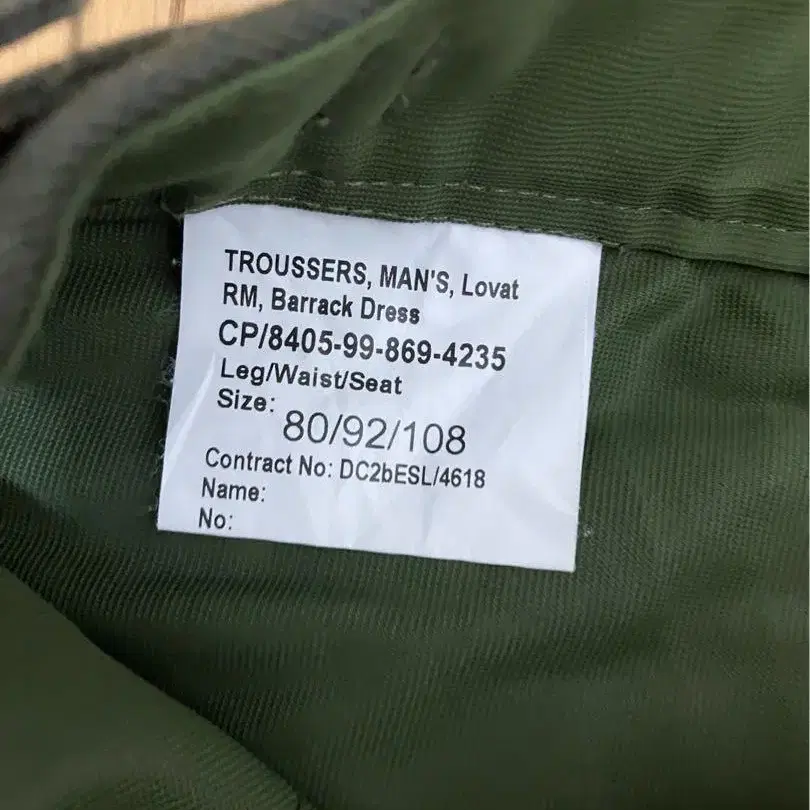 TROUSSERS, MAN'S, Lovat
RM, Barrack Dress
CP/8405-99-869-4235
Leg/Waist/Seat
Size: 80/92/108
Contract No: DC2bESL/4618
Name:
No: